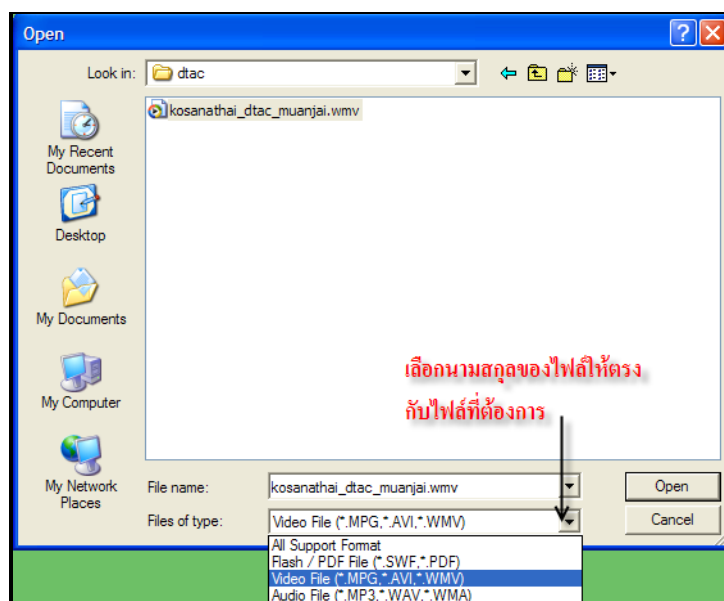 Open
Look in:
dtac
kosanathai_dtac_muanjai.wmv
My Recent
Documents
Desktop
My Documents
My Computer
My Network
Places
เลือกนามสกุลของไฟล์ให้ตรง
กับไฟล์ที่ต้องการ
File name:
kosanathai_dtac_muanjai.wmv
Open
Files of type:
Video File (*.MPG,*.AVI,*.WMV)
Cancel
All Support Format
Flash / PDF File (*.SWF,*.PDF)
Video File (*.MPG,*.AVI,*.WMV)
Audio File (*.MP3,*.WAV,*.WMA)